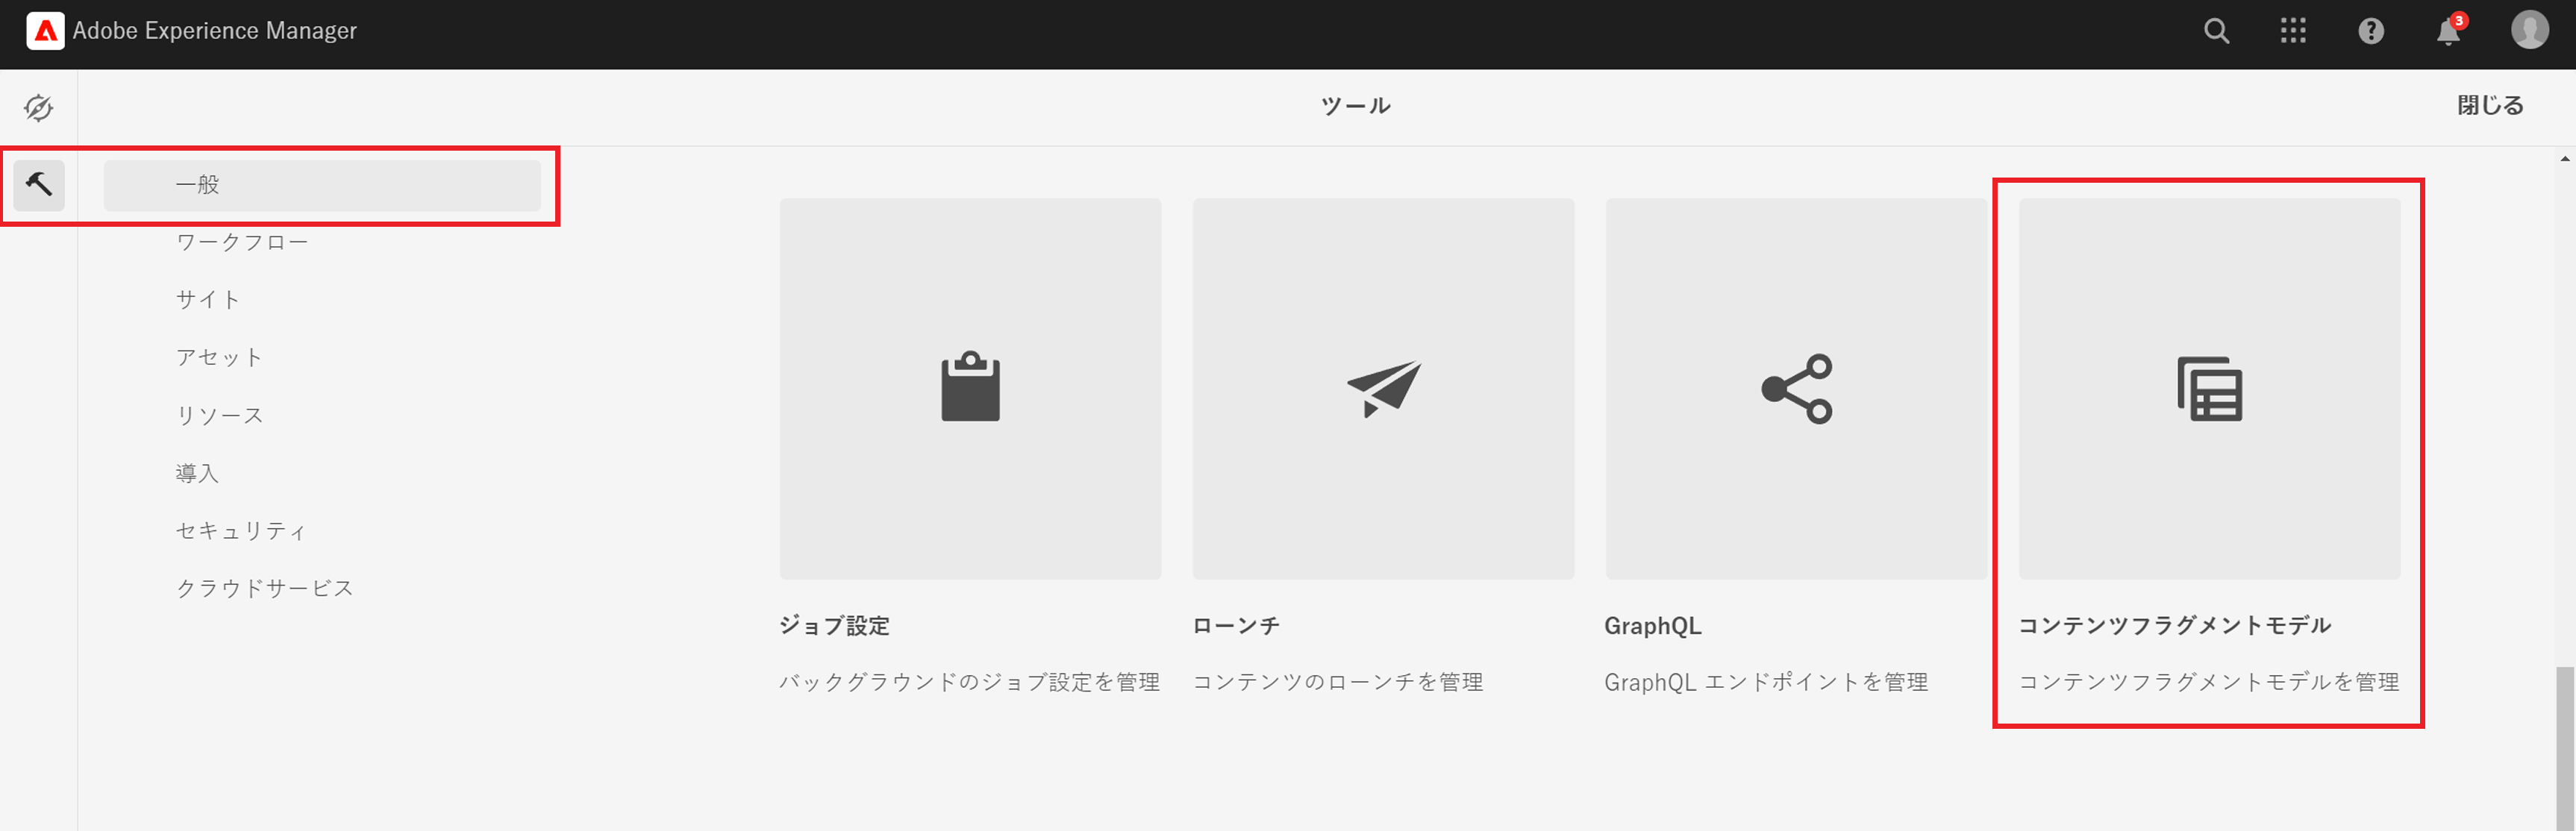 Adobe Experience Manager
3
ツール
閉じる
一般
ワークフロー
サイト
アセット
リソース
導入
セキュリティ
クラウドサービス
ジョブ設定
バックグラウンドのジョブ設定を管理
ローンチ
コンテンツのローンチを管理
GraphQL
GraphQL エンドポイントを管理
コンテンツフラグメントモデル
コンテンツフラグメントモデルを管理